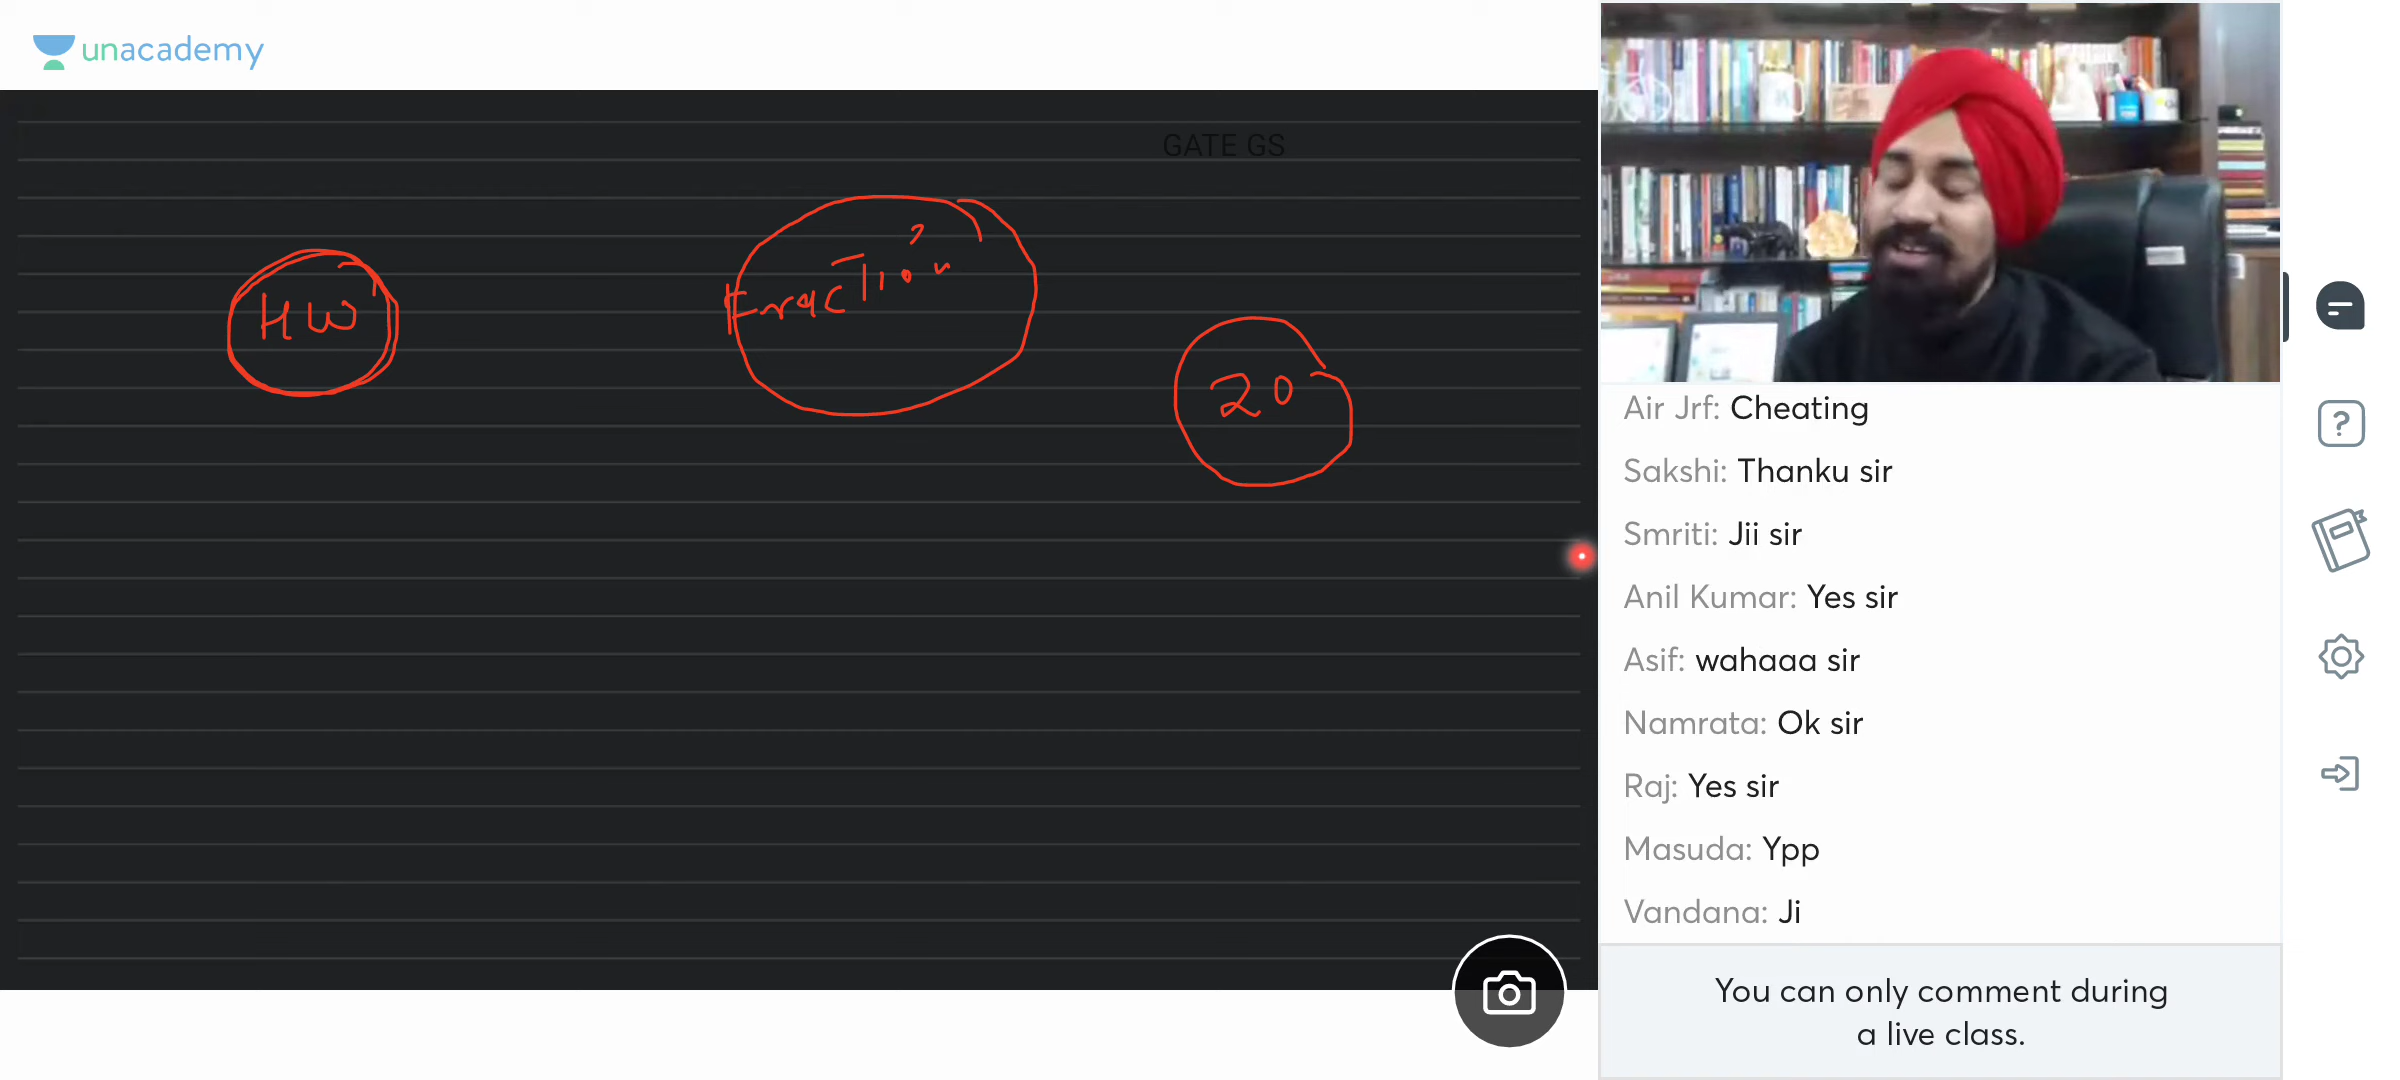 unacademy
GATE GS
HW
Fraction
20
Air Jrf: Cheating
Sakshi: Thanku sir
Smriti: Jii sir
Anil Kumar: Yes sir
Asif: wahaaa sir
Namrata: Ok sir
Raj: Yes sir
Masuda: Ypp
Vandana: Ji
You can only comment during
a live class.